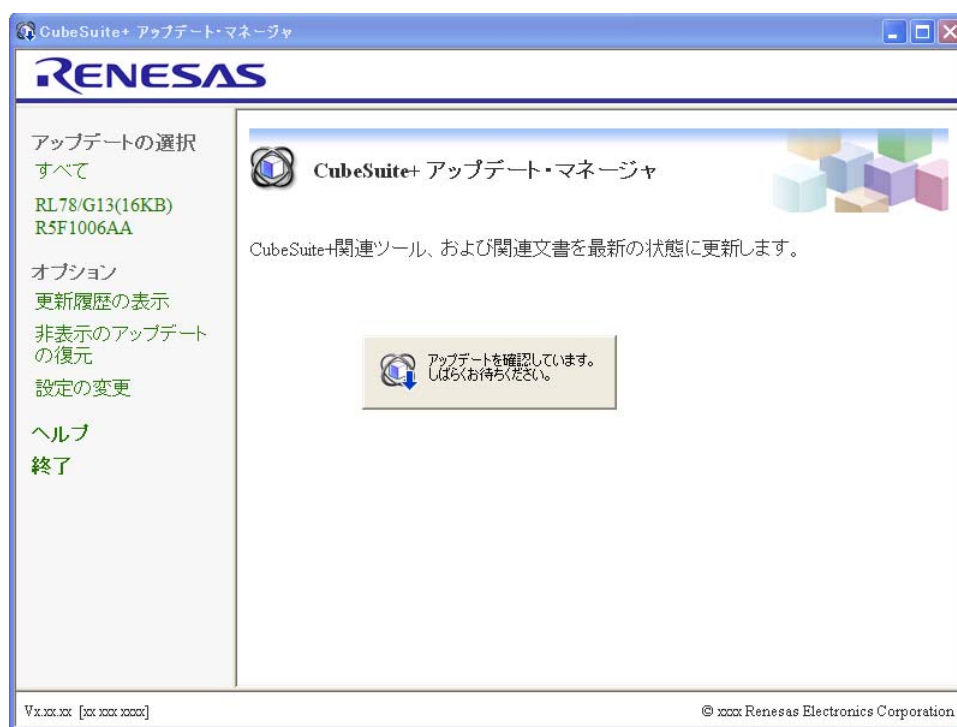 CubeSuite+ アップデート・マネージャ
RENESAS
アップデートの選択
すべて
RL78/G13(16KB)
R5F1006AA
オプション
更新履歴の表示
非表示のアップデート
の復元
設定の変更
ヘルプ
終了
CubeSuite+ アップデート・マネージャ
CubeSuite+関連ツール、および関連文書を最新の状態に更新します。
アップデートを確認しています。
しばらくお待ちください。
Vx.xx.xx [xx xxx xxxx]
© xxxx Renesas Electronics Corporation